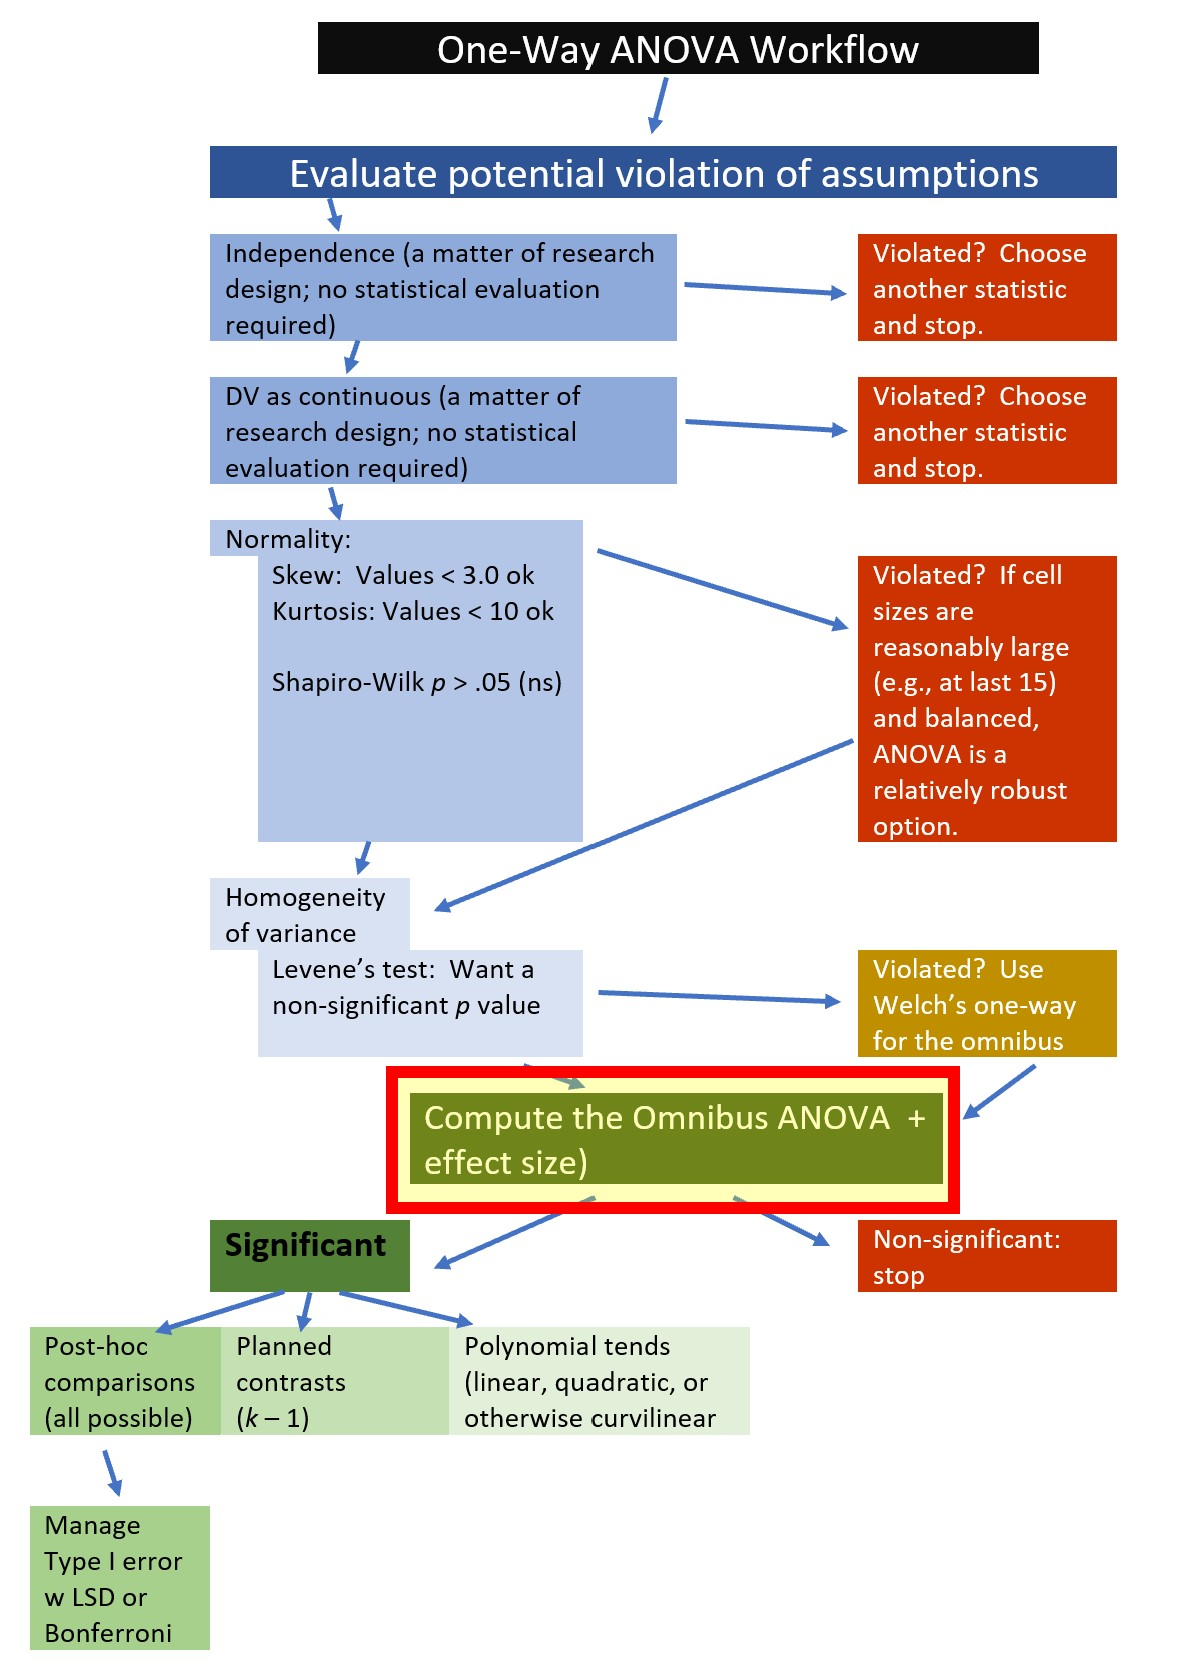 One-Way ANOVA Workflow
Evaluate potential violation of assumptions
Independence (a matter of research
design; no statistical evaluation
required)
Violated?  Choose
another statistic
and stop.
DV as continuous (a matter of
research design; no statistical
evaluation required)
Violated?  Choose
another statistic
and stop.
Normality:
Skew:  Values < 3.0 ok
Kurtosis: Values < 10 ok
Shapiro-Wilk p > .05 (ns)
Violated?  If cell
sizes are
reasonably large
(e.g., at last 15)
and balanced,
ANOVA is a
relatively robust
option.
Homogeneity
of variance
Levene’s test:  Want a
non-significant p value
Violated?  Use
Welch’s one-way
for the omnibus
Compute the Omnibus ANOVA  +
effect size)
Significant
Non-significant:
stop
Post-hoc
comparisons
(all possible)
Planned
contrasts
(k – 1)
Polynomial tends
(linear, quadratic, or
otherwise curvilinear
Manage
Type I error
w LSD or
Bonferroni